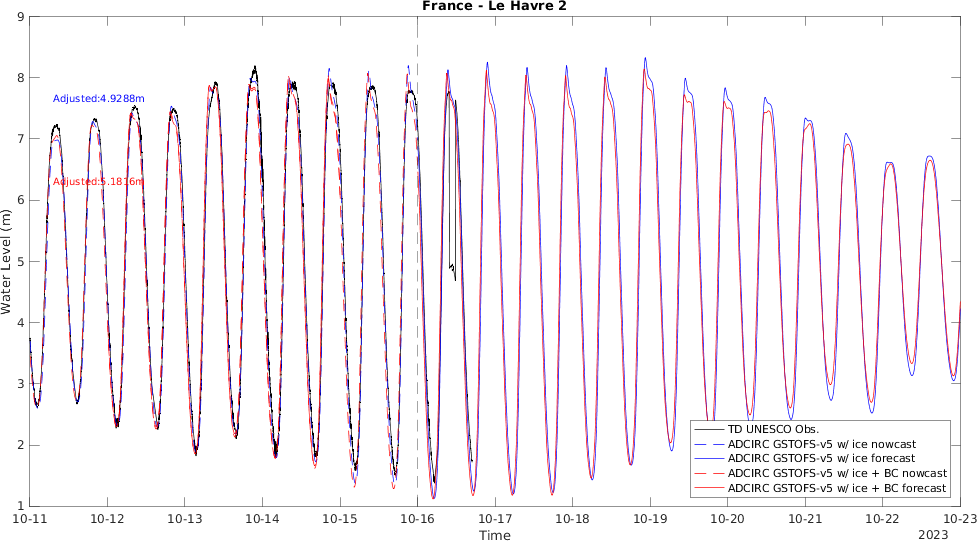 France - Le Havre 2
9
8
7
6
5
4
3
2
1
Water Level (m)
Adjusted:4.9288m
Adjusted:5.1816m
TD UNESCO Obs.
ADCIRC GSTOFS-v5 w/ ice nowcast
ADCIRC GSTOFS-v5 w/ ice forecast
ADCIRC GSTOFS-v5 w/ ice + BC nowcast
ADCIRC GSTOFS-v5 w/ ice + BC forecast
10-11 10-12 10-13 10-14 10-15 10-16 10-17 10-18 10-19 10-20 10-21 10-22 10-23
Time
2023